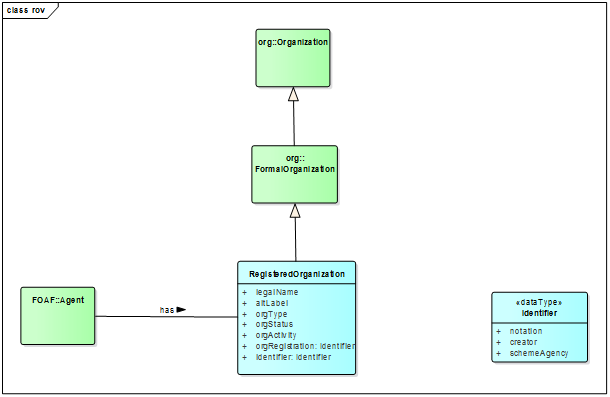 class rov
org::Organization
org::
FormalOrganization
RegisteredOrganization
+ legalName
+ altLabel
+ orgType
+ orgStatus
+ orgActivity
+ orgRegistration: Identifier
+ identifier: Identifier
FOAF::Agent
has
«dataType»
Identifier
+ notation
+ creator
+ schemeAgency